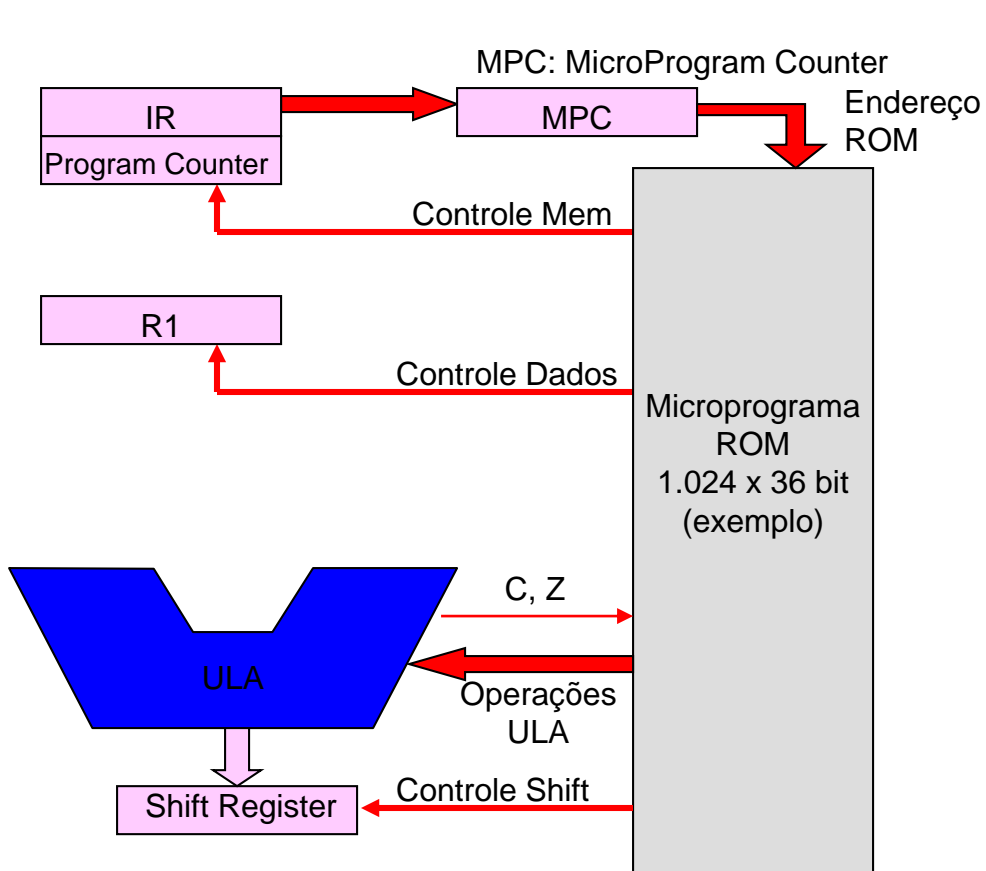 MPC: MicroProgram Counter
IR
MPC
Endereço
ROM
Program Counter
Controle Mem
R1
Controle Dados
Microprograma
ROM
1.024 x 36 bit
(exemplo)
C, Z
ULA
Operações
ULA
Controle Shift
Shift Register